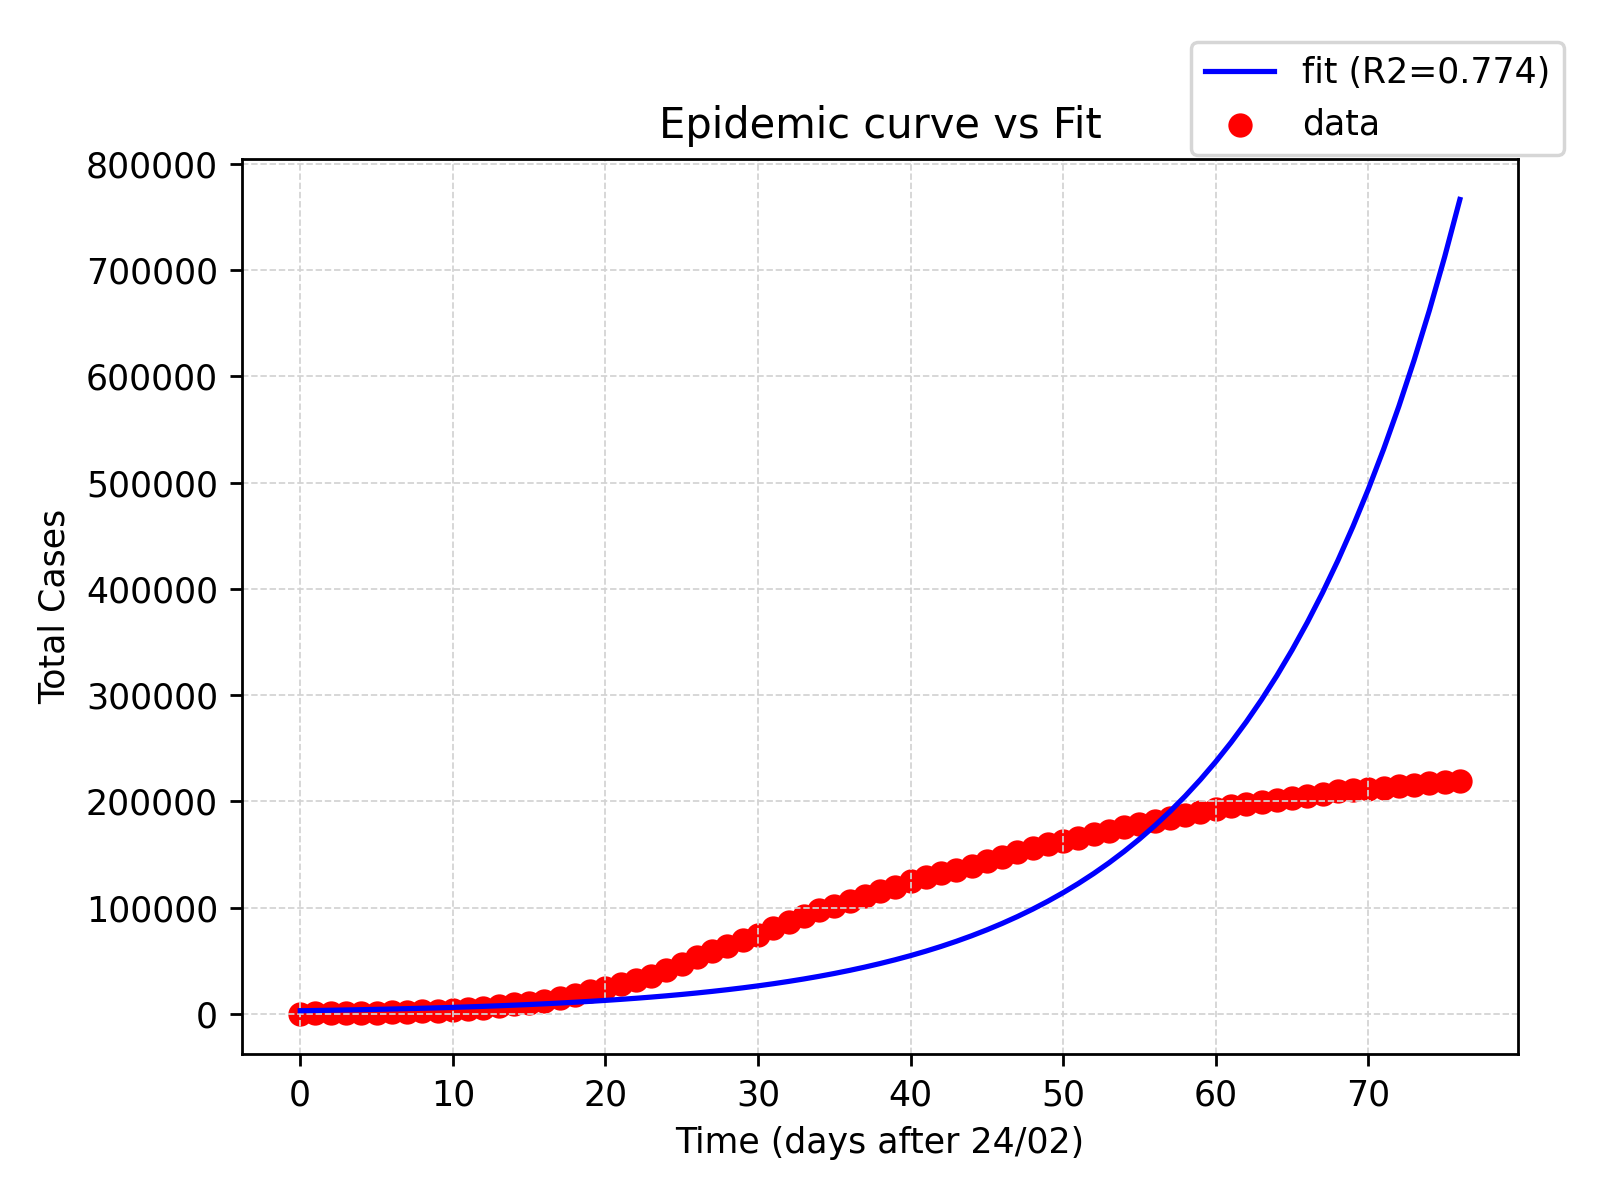 fit (R2=0.774)
data
Epidemic curve vs Fit
800000
700000
600000
500000
400000
300000
200000
100000
0
Total Cases
0 10 20 30 40 50 60 70
Time (days after 24/02)